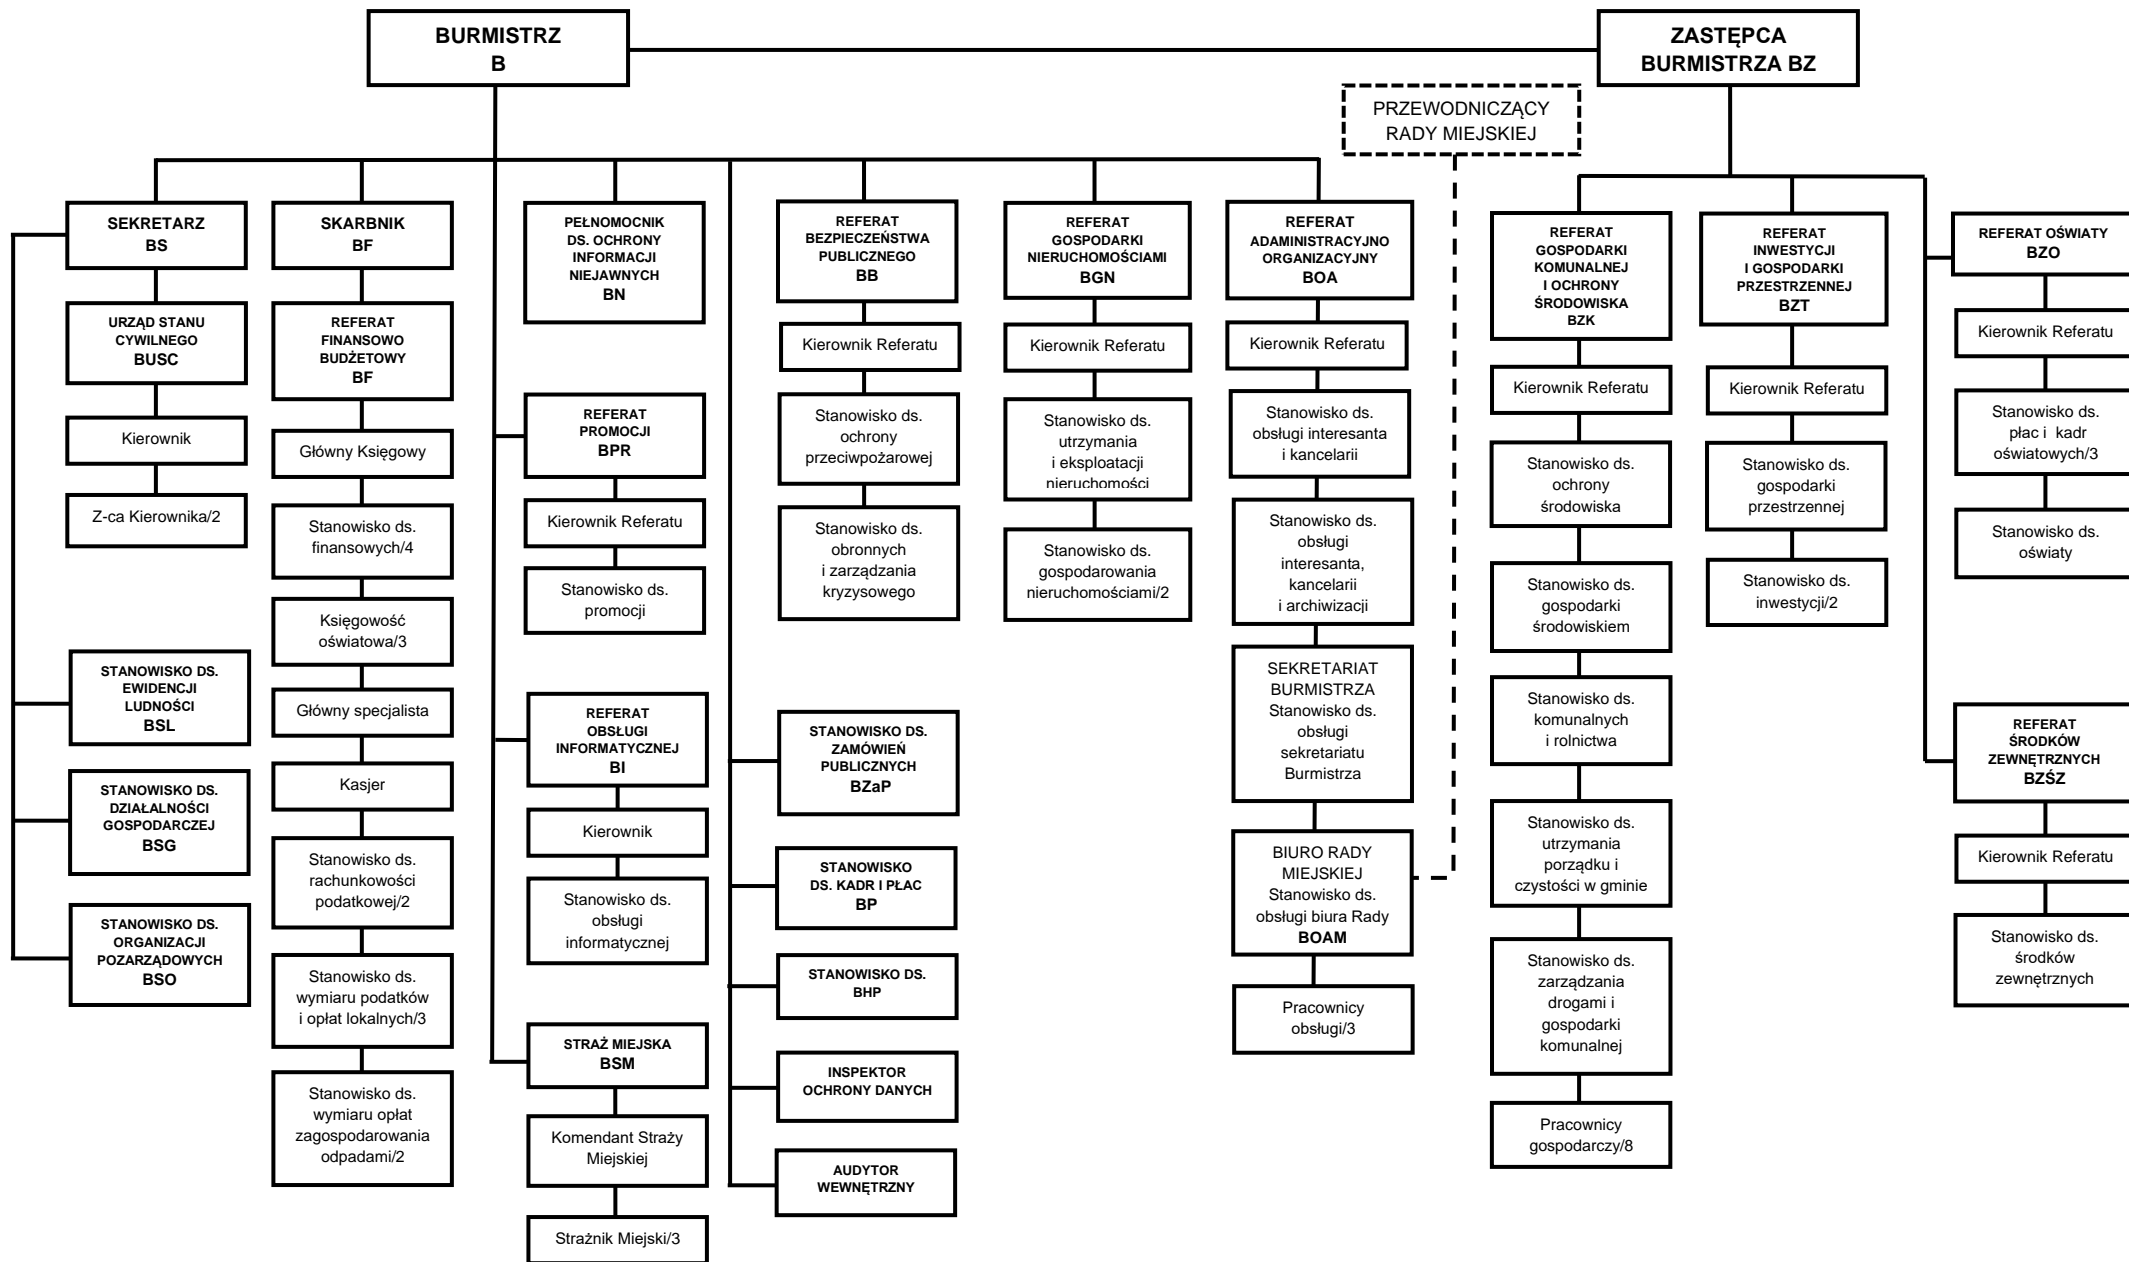 BURMISTRZ
B
ZASTĘPCA
BURMISTRZA BZ
PRZEWODNICZĄCY
RADY MIEJSKIEJ
SEKRETARZ
BS
URZĄD STANU
CYWILNEGO
BUSC
Kierownik
Z-ca Kierownika/2
STANOWISKO DS.
EWIDENCJI
LUDNOŚCI
BSL
STANOWISKO DS.
DZIAŁALNOŚCI
GOSPODARCZEJ
BSG
STANOWISKO DS.
ORGANIZACJI
POZARZĄDOWYCH
BSO
SKARBNIK
BF
REFERAT
FINANSOWO
BUDŻETOWY
BF
Główny Księgowy
Stanowisko ds.
finansowych/4
Księgowość
oświatowa/3
Główny specjalista
Kasjer
Stanowisko ds.
rachunkowości
podatkowej/2
Stanowisko ds.
wymiaru podatków
i opłat lokalnych/3
Stanowisko ds.
wymiaru opłat
zagospodarowania
odpadami/2
PEŁNOMOCNIK
DS. OCHRONY
INFORMACJI
NIEJAWNYCH
BN
REFERAT
PROMOCJI
BPR
Kierownik Referatu
Stanowisko ds.
promocji
REFERAT
OBSŁUGI
INFORMATYCZNEJ
BI
Kierownik
Stanowisko ds.
obsługi
informatycznej
STRAŻ MIEJSKA
BSM
Komendant Straży
Miejskiej
Strażnik Miejski/3
REFERAT
BEZPIECZEŃSTWA
PUBLICZNEGO
BB
Kierownik Referatu
Stanowisko ds.
ochrony
przeciwpożarowej
Stanowisko ds.
obronnych
i zarządzania
kryzysowego
STANOWISKO DS.
ZAMÓWIEŃ
PUBLICZNYCH
BZaP
STANOWISKO
DS. KADR I PŁAC
BP
STANOWISKO DS.
BHP
INSPEKTOR
OCHRONY DANYCH
AUDYTOR
WEWNĘTRZNY
REFERAT
GOSPODARKI
NIERUCHOMOŚCIAMI
BGN
Kierownik Referatu
Stanowisko ds.
utrzymania
i eksploatacji
nieruchomości
Stanowisko ds.
gospodarowania
nieruchomościami/2
REFERAT
ADAMINISTRACYJNO
ORGANIZACYJNY
BOA
Kierownik Referatu
Stanowisko ds.
obsługi interesanta
i kancelarii
Stanowisko ds.
obsługi
interesanta,
kancelarii
i archiwizacji
SEKRETARIAT
BURMISTRZA
Stanowisko ds.
obsługi
sekretariatu
Burmistrza
BIURO RADY
MIEJSKIEJ
Stanowisko ds.
obsługi biura Rady
BOAM
Pracownicy
obsługi/3
REFERAT
GOSPODARKI
KOMUNALNEJ
I OCHRONY
ŚRODOWISKA
BZK
Kierownik Referatu
Stanowisko ds.
ochrony
środowiska
Stanowisko ds.
gospodarki
środowiskiem
Stanowisko ds.
komunalnych
i rolnictwa
Stanowisko ds.
utrzymania
porządku i
czystości w gminie
Stanowisko ds.
zarządzania
drogami i
gospodarki
komunalnej
Pracownicy
gospodarczy/8
REFERAT
INWESTYCJI
I GOSPODARKI
PRZESTRZENNEJ
BZT
Kierownik Referatu
Stanowisko ds.
gospodarki
przestrzennej
Stanowisko ds.
inwestycji/2
REFERAT OŚWIATY
BZO
Kierownik Referatu
Stanowisko ds.
płac i kadr
oświatowych/3
Stanowisko ds.
oświaty
REFERAT
ŚRODKÓW
ZEWNĘTRZNYCH
BZŚZ
Kierownik Referatu
Stanowisko ds.
środków
zewnętrznych